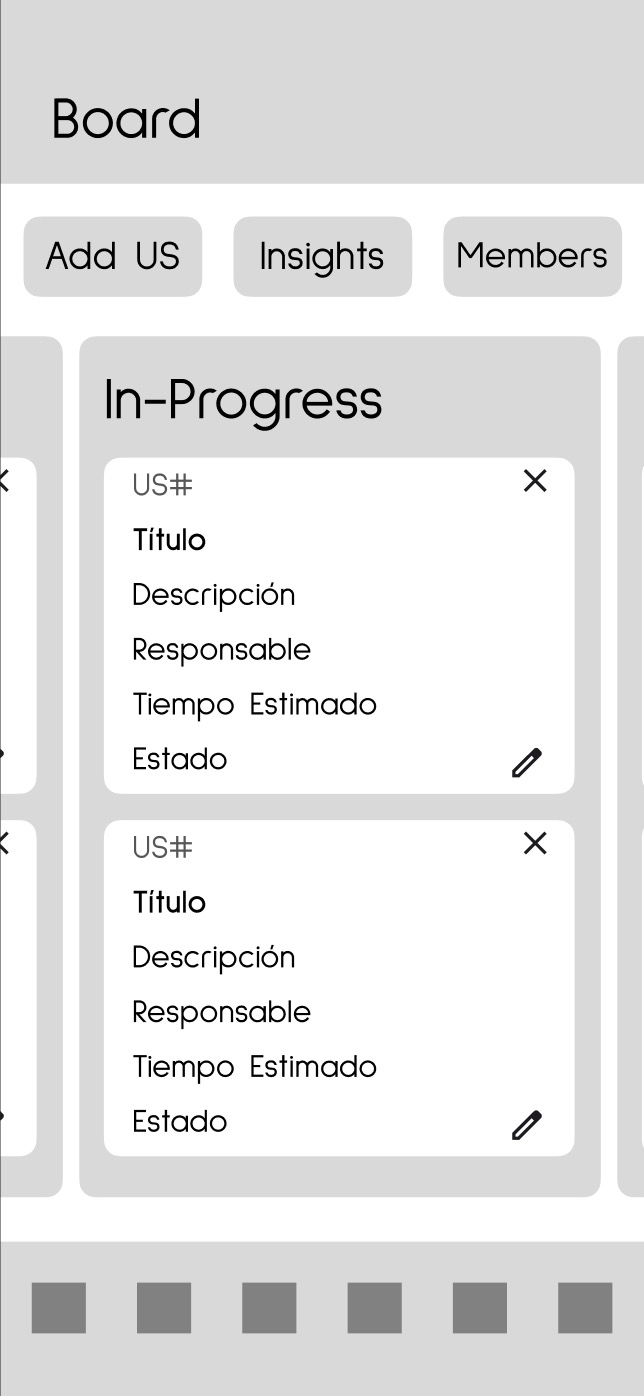 Board
Add US
Insights
Members
In-Progress
US#
Título
Descripción
Responsable
Tiempo Estimado
Estado
US#
Título
Descripción
Responsable
Tiempo Estimado
Estado